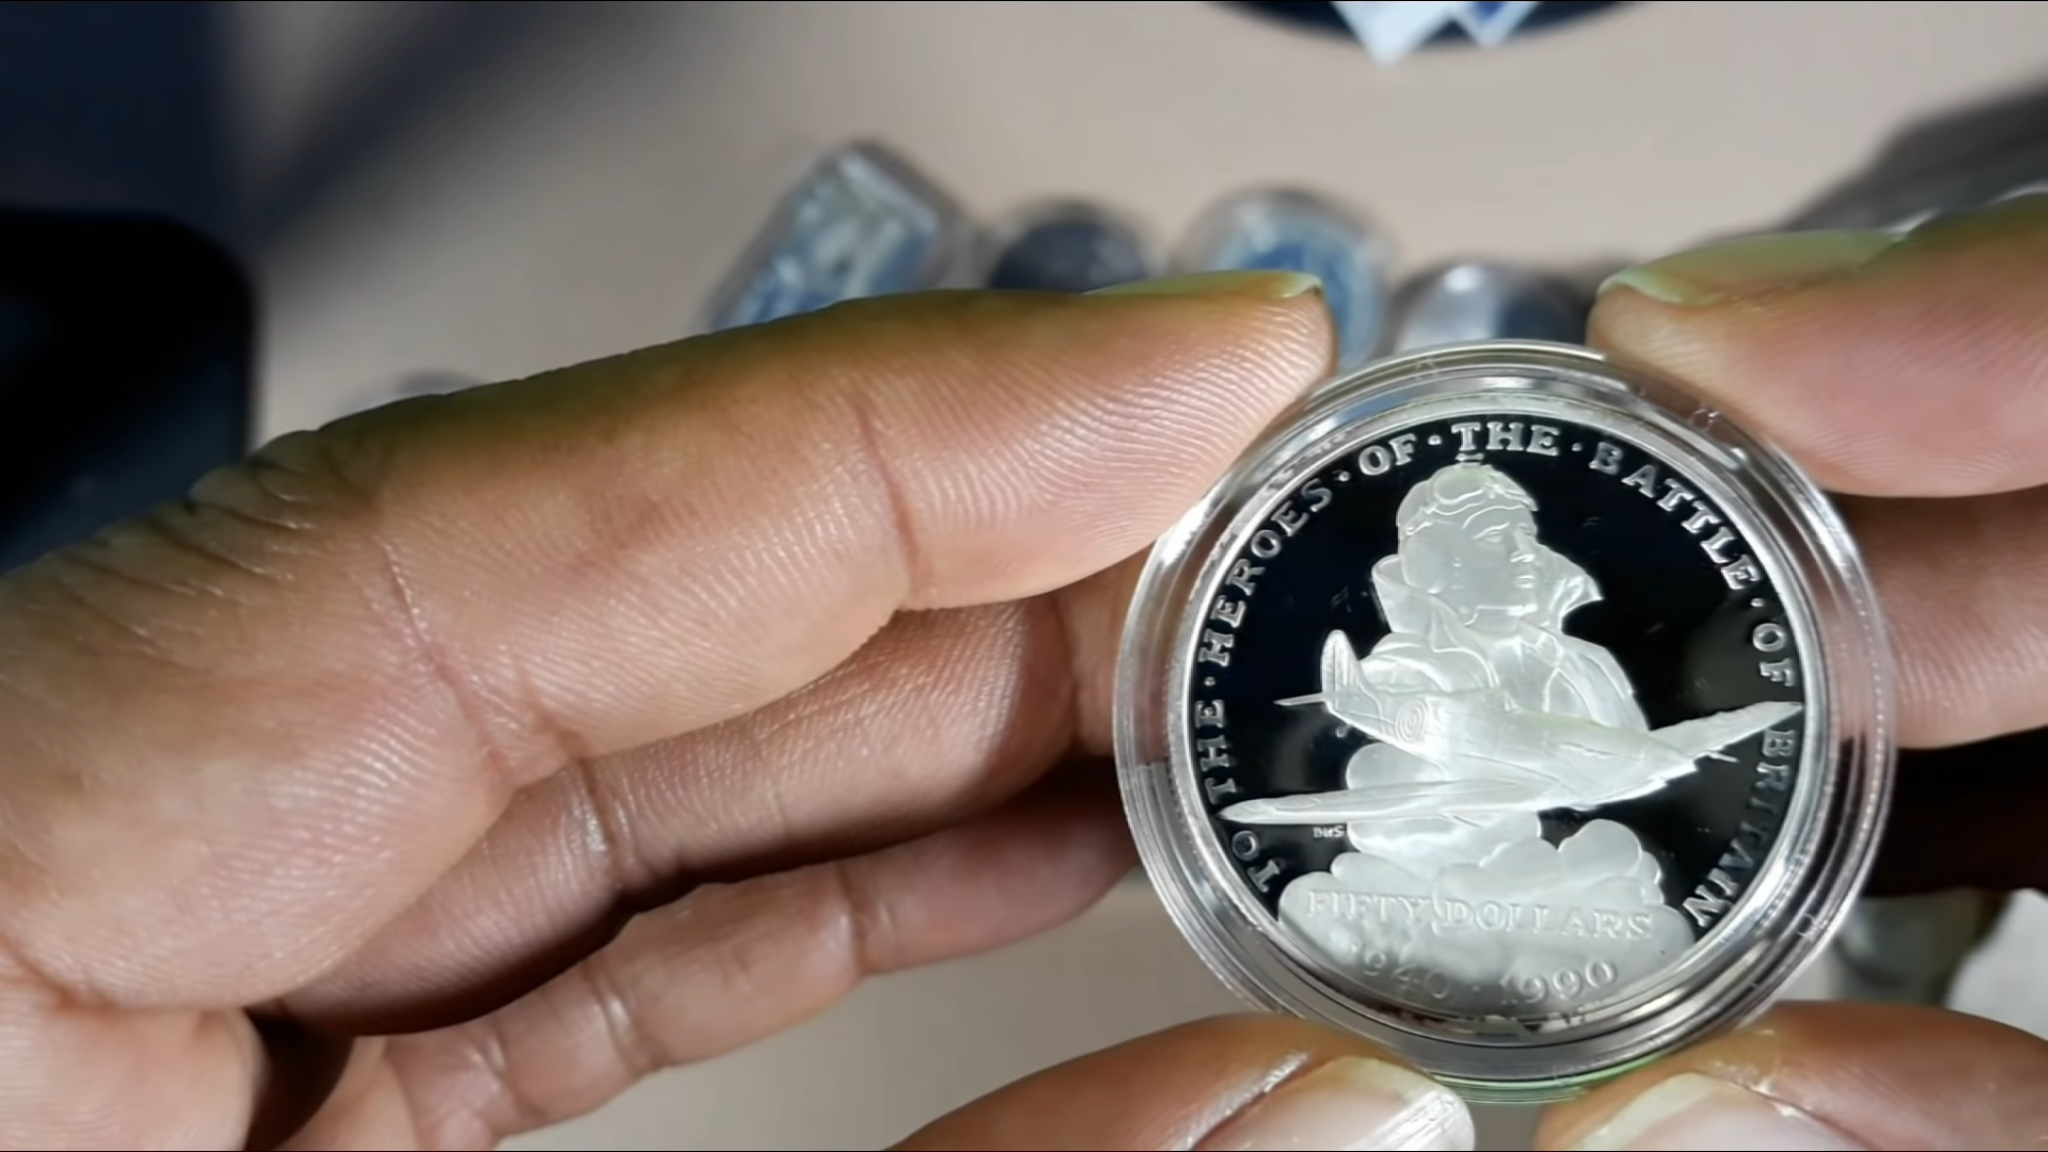 TO · THE · HEROES · OF · THE · BATTLE · OF · BRITAIN
FIFTY DOLLARS
1940 · 1990